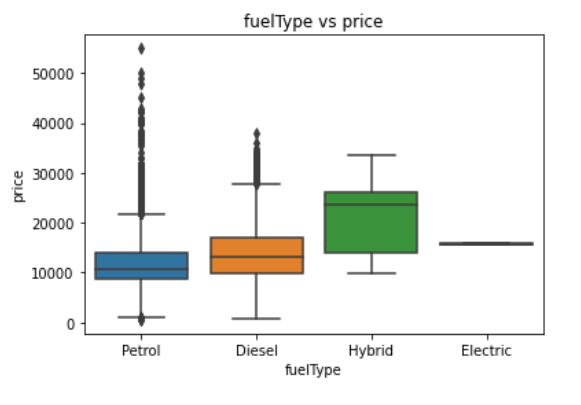 fuelType vs price
50000
40000
30000
20000
10000
0
price
Petrol Diesel Hybrid Electric
fuelType